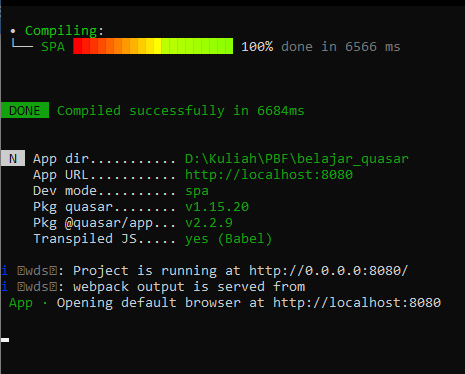 • Compiling:
└── SPA 100% done in 6566 ms
DONE Compiled successfully in 6684ms
N App dir........... D:\Kuliah\PBF\belajar_quasar
App URL........... http://localhost:8080
Dev mode.......... spa
Pkg quasar........ v1.15.20
Pkg @quasar/app... v2.2.9
Transpiled JS..... yes (Babel)
i ⍰wds⍰: Project is running at http://0.0.0.0:8080/
i ⍰wds⍰: webpack output is served from
App · Opening default browser at http://localhost:8080